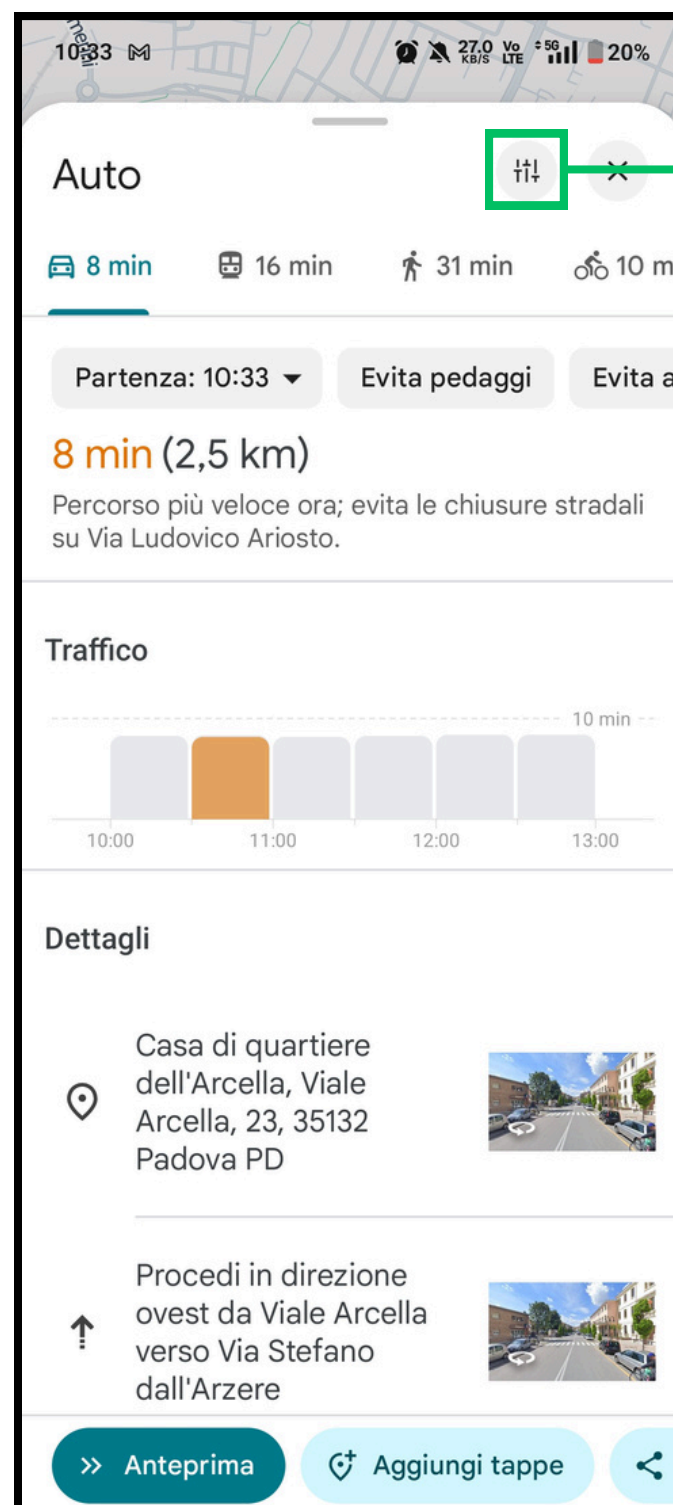 10:33 27.0 KB/S Vo LTE 5G 20%
Auto
8 min 16 min 31 min 10 m
Partenza: 10:33 Evita pedaggi Evita a
8 min (2,5 km)
Percorso più veloce ora; evita le chiusure stradali
su Via Ludovico Ariosto.
Traffico
10 min
10:00 11:00 12:00 13:00
Dettagli
Casa di quartiere
dell'Arcella, Viale
Arcella, 23, 35132
Padova PD
Procedi in direzione
ovest da Viale Arcella
verso Via Stefano
dall'Arzere
Anteprima Aggiungi tappe